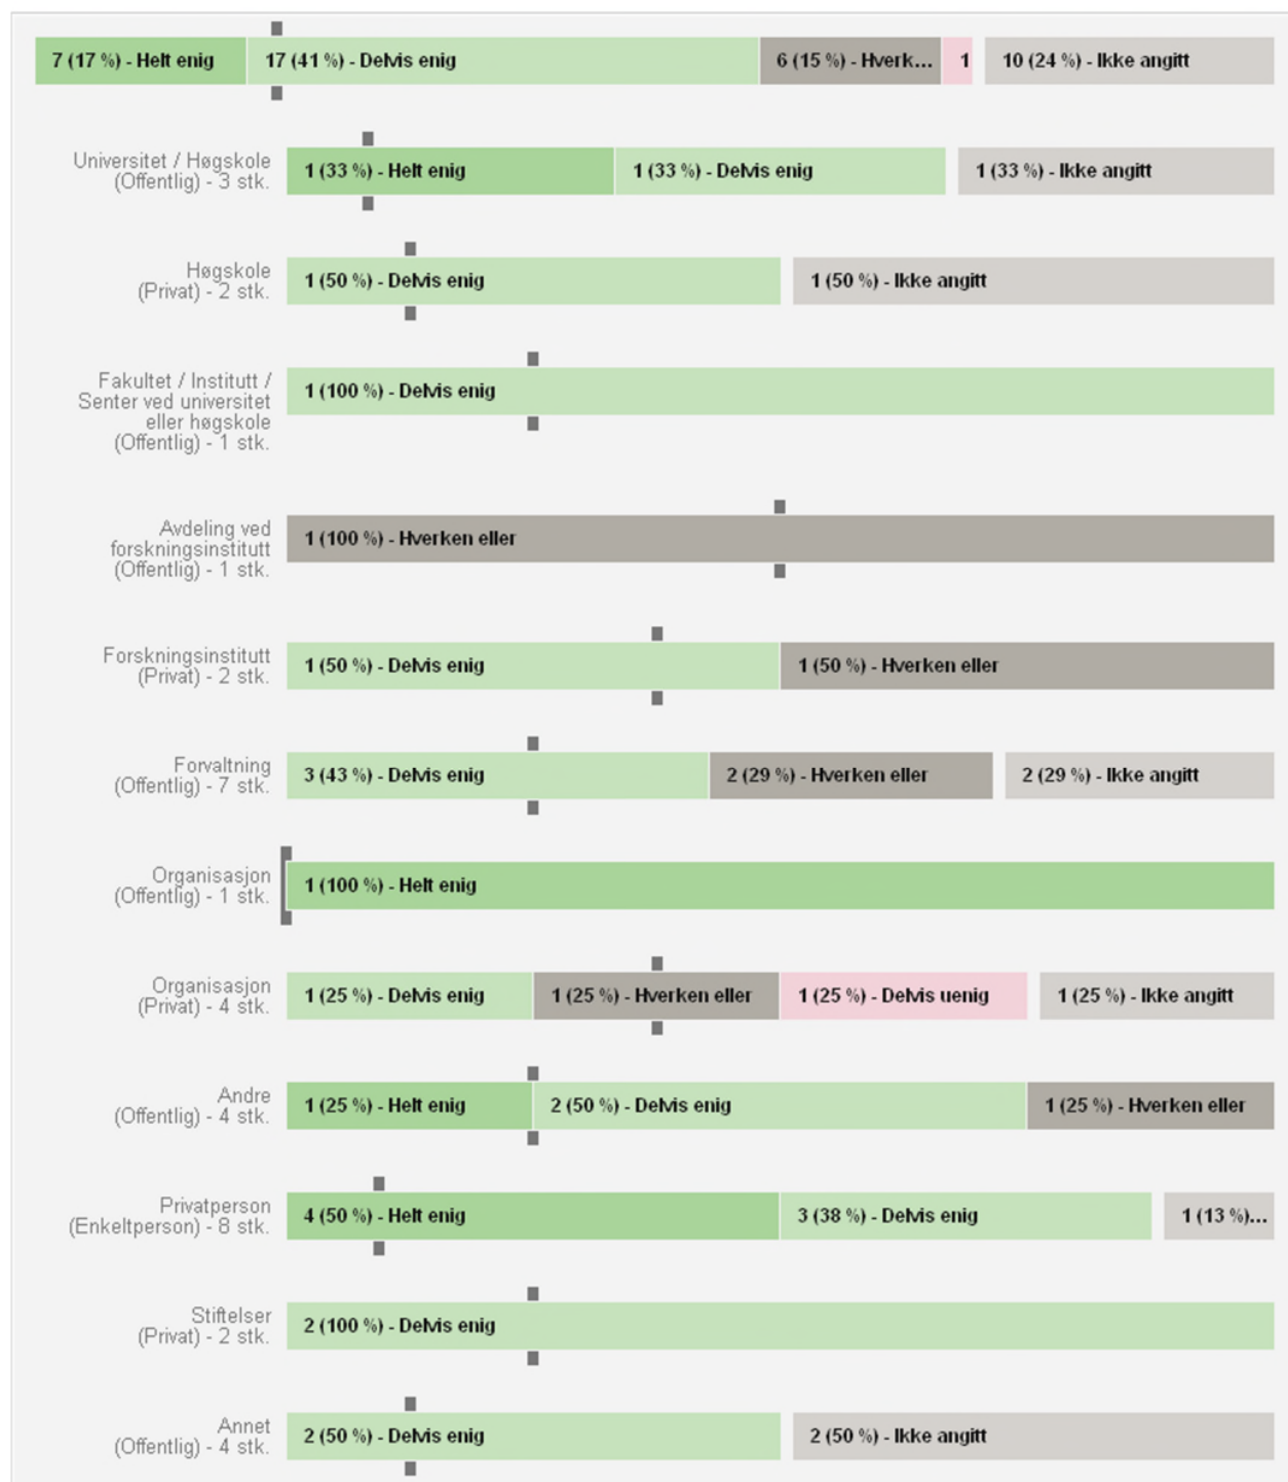 7 (17 %) - Helt enig 17 (41 %) - Delvis enig 6 (15 %) - Hverk... 1 10 (24 %) - Ikke angitt
Universitet / Høgskole
(Offentlig) - 3 stk.
1 (33 %) - Helt enig 1 (33 %) - Delvis enig 1 (33 %) - Ikke angitt
Høgskole
(Privat) - 2 stk.
1 (50 %) - Delvis enig 1 (50 %) - Ikke angitt
Fakultet / Institutt /
Senter ved universitet
eller høgskole
(Offentlig) - 1 stk.
1 (100 %) - Delvis enig
Avdeling ved
forskningsinstitutt
(Offentlig) - 1 stk.
1 (100 %) - Hverken eller
Forskningsinstitutt
(Privat) - 2 stk.
1 (50 %) - Delvis enig 1 (50 %) - Hverken eller
Forvaltning
(Offentlig) - 7 stk.
3 (43 %) - Delvis enig 2 (29 %) - Hverken eller 2 (29 %) - Ikke angitt
Organisasjon
(Offentlig) - 1 stk.
1 (100 %) - Helt enig
Organisasjon
(Privat) - 4 stk.
1 (25 %) - Delvis enig 1 (25 %) - Hverken eller 1 (25 %) - Delvis uenig 1 (25 %) - Ikke angitt
Andre
(Offentlig) - 4 stk.
1 (25 %) - Helt enig 2 (50 %) - Delvis enig 1 (25 %) - Hverken eller
Privatperson
(Enkeltperson) - 8 stk.
4 (50 %) - Helt enig 3 (38 %) - Delvis enig 1 (13 %)...
Stiftelser
(Privat) - 2 stk.
2 (100 %) - Delvis enig
Annet
(Offentlig) - 4 stk.
2 (50 %) - Delvis enig 2 (50 %) - Ikke angitt